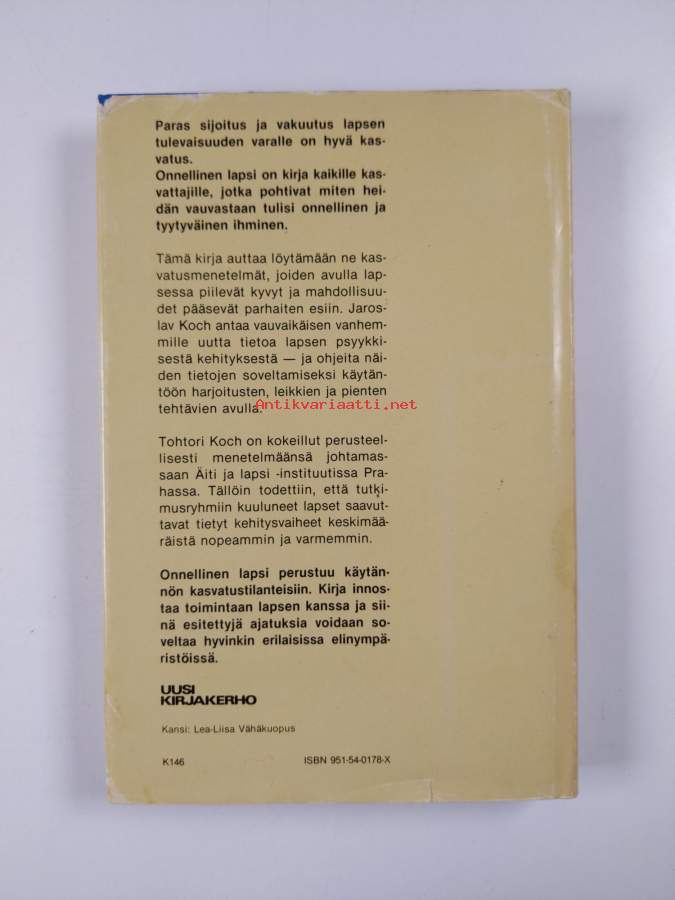 Paras sijoitus ja vakuutus lapsen
tulevaisuuden varalle on hyvä kas-
vatus.
Onnellinen lapsi on kirja kaikille kas-
vattajille, jotka pohtivat miten hei-
dän vauvastaan tulisi onnellinen ja
tyytyväinen ihminen.
Tämä kirja auttaa löytämään ne kas-
vatusmenetelmät, joiden avulla lap-
sessa piilevät kyvyt ja mahdollisuu-
det pääsevät parhaiten esiin. Jaros-
lav Koch antaa vauvaikäisen vanhem-
mille uutta tietoa lapsen psyykki-
sestä kehityksestä — ja ohjeita näi-
den tietojen soveltamiseksi käytän-
töön harjoitusten, leikkien ja pienten
tehtävien avulla.
Antikvariaatti.net
Tohtori Koch on kokeillut perusteel-
lisesti menetelmäänsä johtamas-
saan Äiti ja lapsi -instituutissa Pra-
hassa. Tällöin todettiin, että tutki-
musryhmiin kuuluneet lapset saavut-
tavat tietyt kehitysvaiheet keskimää-
räistä nopeammin ja varmemmin.
Onnellinen lapsi perustuu käytän-
nön kasvatustilanteisiin. Kirja innos-
taa toimintaan lapsen kanssa ja sii-
nä esitettyjä ajatuksia voidaan so-
veltaa hyvinkin erilaisissa elinympä-
ristöissä.
UUSI
KIRJAKERHO
Kansi: Lea-Liisa Vähäkuopus
K146 ISBN 951-54-0178-X